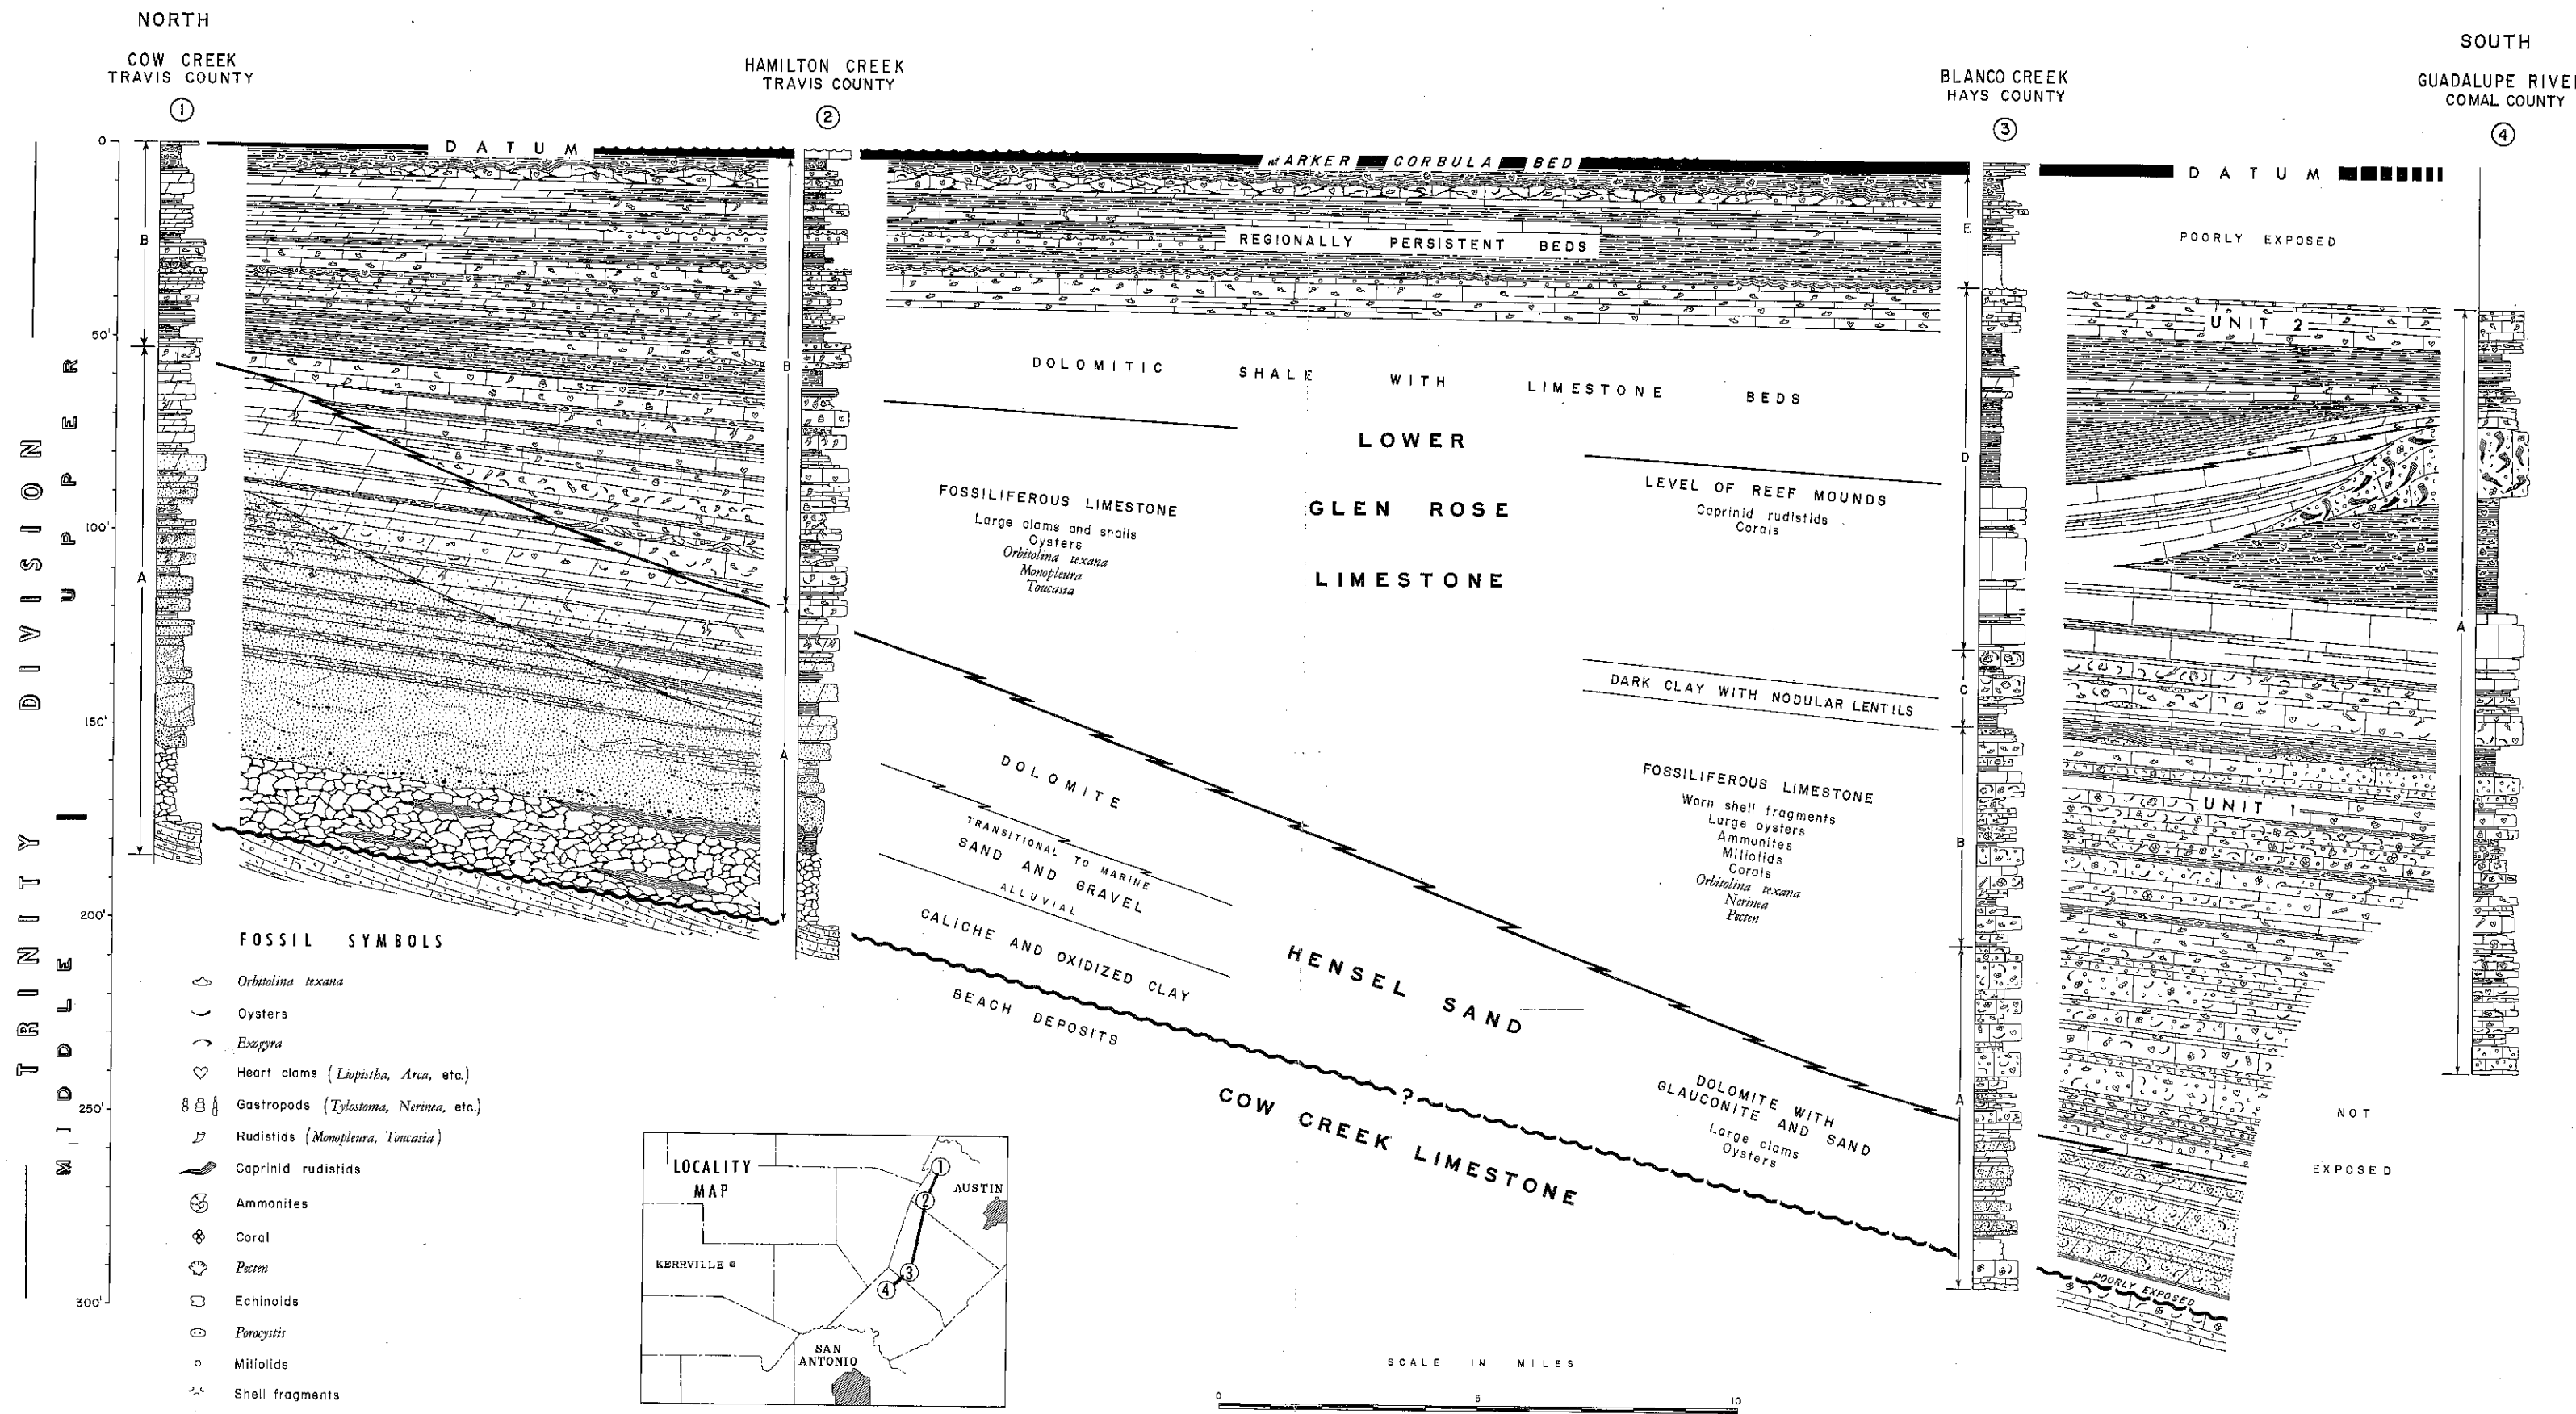 NORTH
COW CREEK
TRAVIS COUNTY
1
HAMILTON CREEK
TRAVIS COUNTY
2
BLANCO CREEK
HAYS COUNTY
3
SOUTH
GUADALUPE RIVE
COMAL COUNTY
4
DATUM
MARKER CORBULA BED
DATUM
TRINITY DIVISION
MIDDLE
UPPER
0
50'
100'
150'
200'
250'
300'
B
A
B
A
E
D
C
B
A
A
REGIONALLY PERSISTENT BEDS
POORLY EXPOSED
UNIT 2
DOLOMITIC SHALE WITH LIMESTONE BEDS
LOWER
GLEN ROSE
LIMESTONE
FOSSILIFEROUS LIMESTONE
Large clams and snails
Oysters
Orbitolina texana
Monopleura
Toucasia
LEVEL OF REEF MOUNDS
Caprinid rudistids
Corals
DARK CLAY WITH NODULAR LENTILS
FOSSILIFEROUS LIMESTONE
Worn shell fragments
Large oysters
Ammonites
Miliolids
Corals
Orbitolina texana
Nerinea
Pecten
UNIT 1
DOLOMITE
TRANSITIONAL TO MARINE
SAND AND GRAVEL
ALLUVIAL
CALICHE AND OXIDIZED CLAY
BEACH DEPOSITS
HENSEL SAND
?
COW CREEK LIMESTONE
DOLOMITE WITH
GLAUCONITE AND SAND
Large clams
Oysters
NOT
EXPOSED
POORLY EXPOSED
FOSSIL SYMBOLS
Orbitolina texana
Oysters
Exogyra
Heart clams (Liopistha, Arca, etc.)
Gastropods (Tylostoma, Nerinea, etc.)
Rudistids (Monopleura, Toucasia)
Caprinid rudistids
Ammonites
Coral
Pecten
Echinoids
Porocystis
Miliolids
Shell fragments
LOCALITY
MAP
1
2
3
4
AUSTIN
KERRVILLE
SAN
ANTONIO
SCALE IN MILES
0 5 10